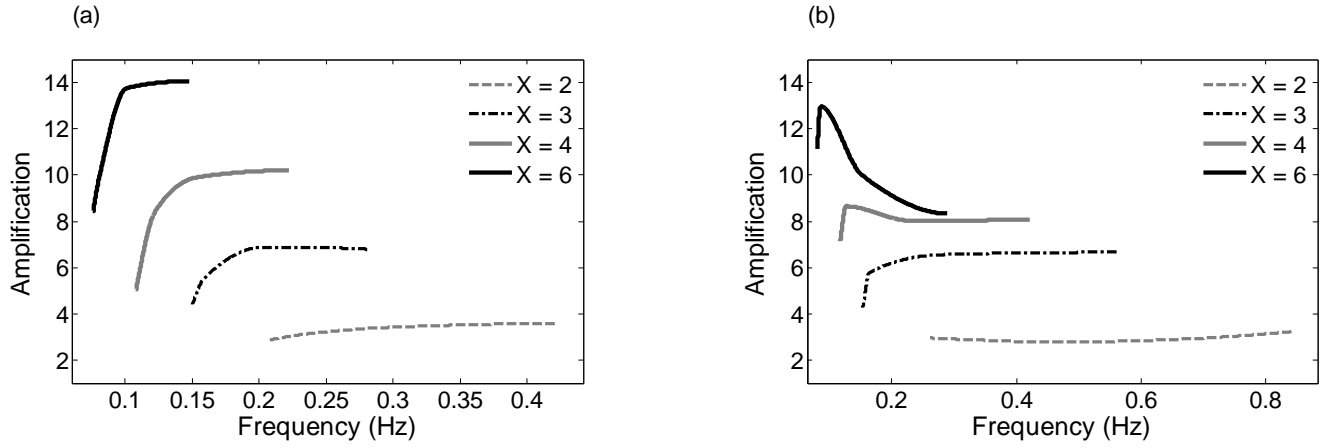 (a)
Amplification
14
12
10
8
6
4
2
0.1 0.15 0.2 0.25 0.3 0.35 0.4
Frequency (Hz)
X = 2
X = 3
X = 4
X = 6
(b)
Amplification
14
12
10
8
6
4
2
0.2 0.4 0.6 0.8
Frequency (Hz)
X = 2
X = 3
X = 4
X = 6